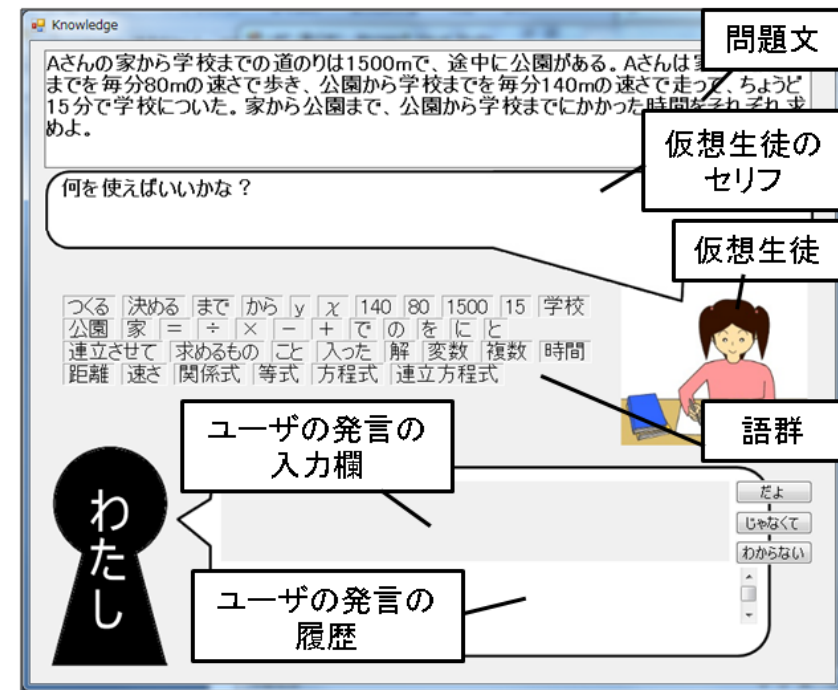 Knowledge
問題文
Aさんの家から学校までの道のりは1500mで、途中に公園がある。Aさんは
までを毎分80mの速さで歩き、公園から学校までを毎分140mの速さで走って、ちょうど
15分で学校についた。家から公園まで、公園から学校までにかかった時間をそれぞれ求
めよ。
仮想生徒の
セリフ
何を使えばいいかな？
仮想生徒
つくる 決める まで から y χ 140 80 1500 15 学校
公園 家 = ÷ × − + で の を に と
連立させて 求めるもの こと 入った 解 変数 複数 時間
距離 速さ 関係式 等式 方程式 連立方程式
語群
ユーザの発言の
入力欄
わたし
だよ
じゃなくて
わからない
ユーザの発言の
履歴